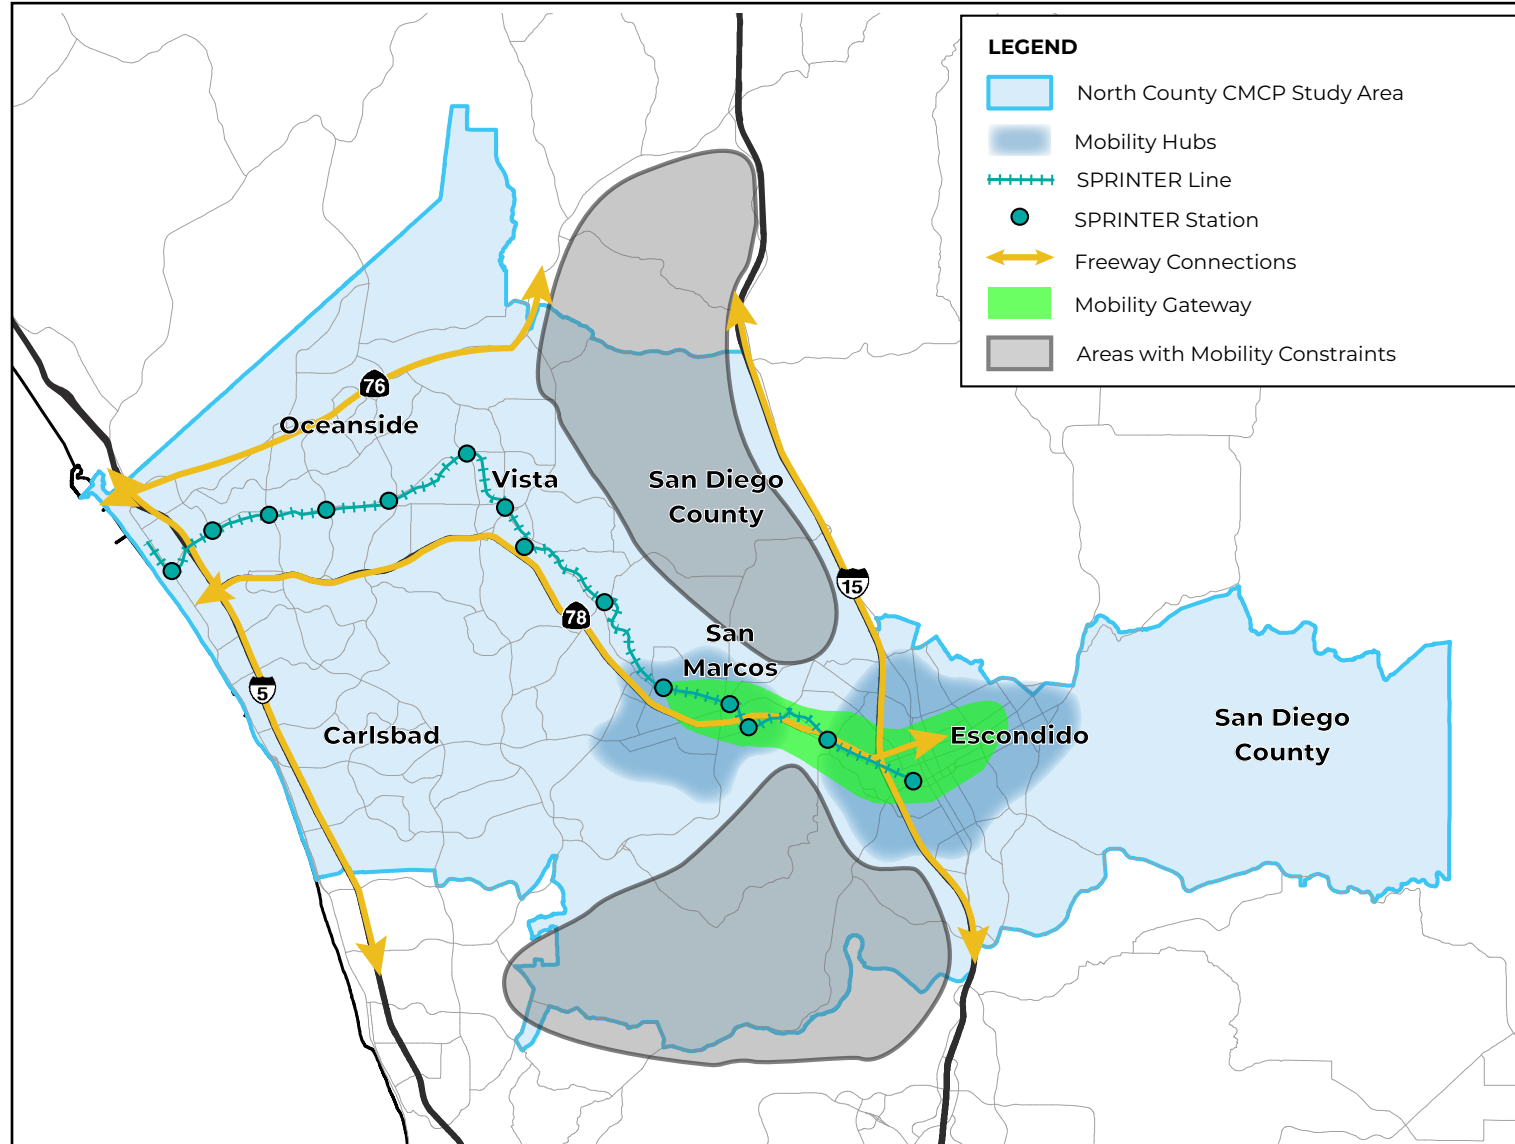 LEGEND
North County CMCP Study Area
Mobility Hubs
SPRINTER Line
SPRINTER Station
Freeway Connections
Mobility Gateway
Areas with Mobility Constraints
76
Oceanside
Vista
San Diego
County
15
78
San
Marcos
5
Carlsbad
Escondido
San Diego
County